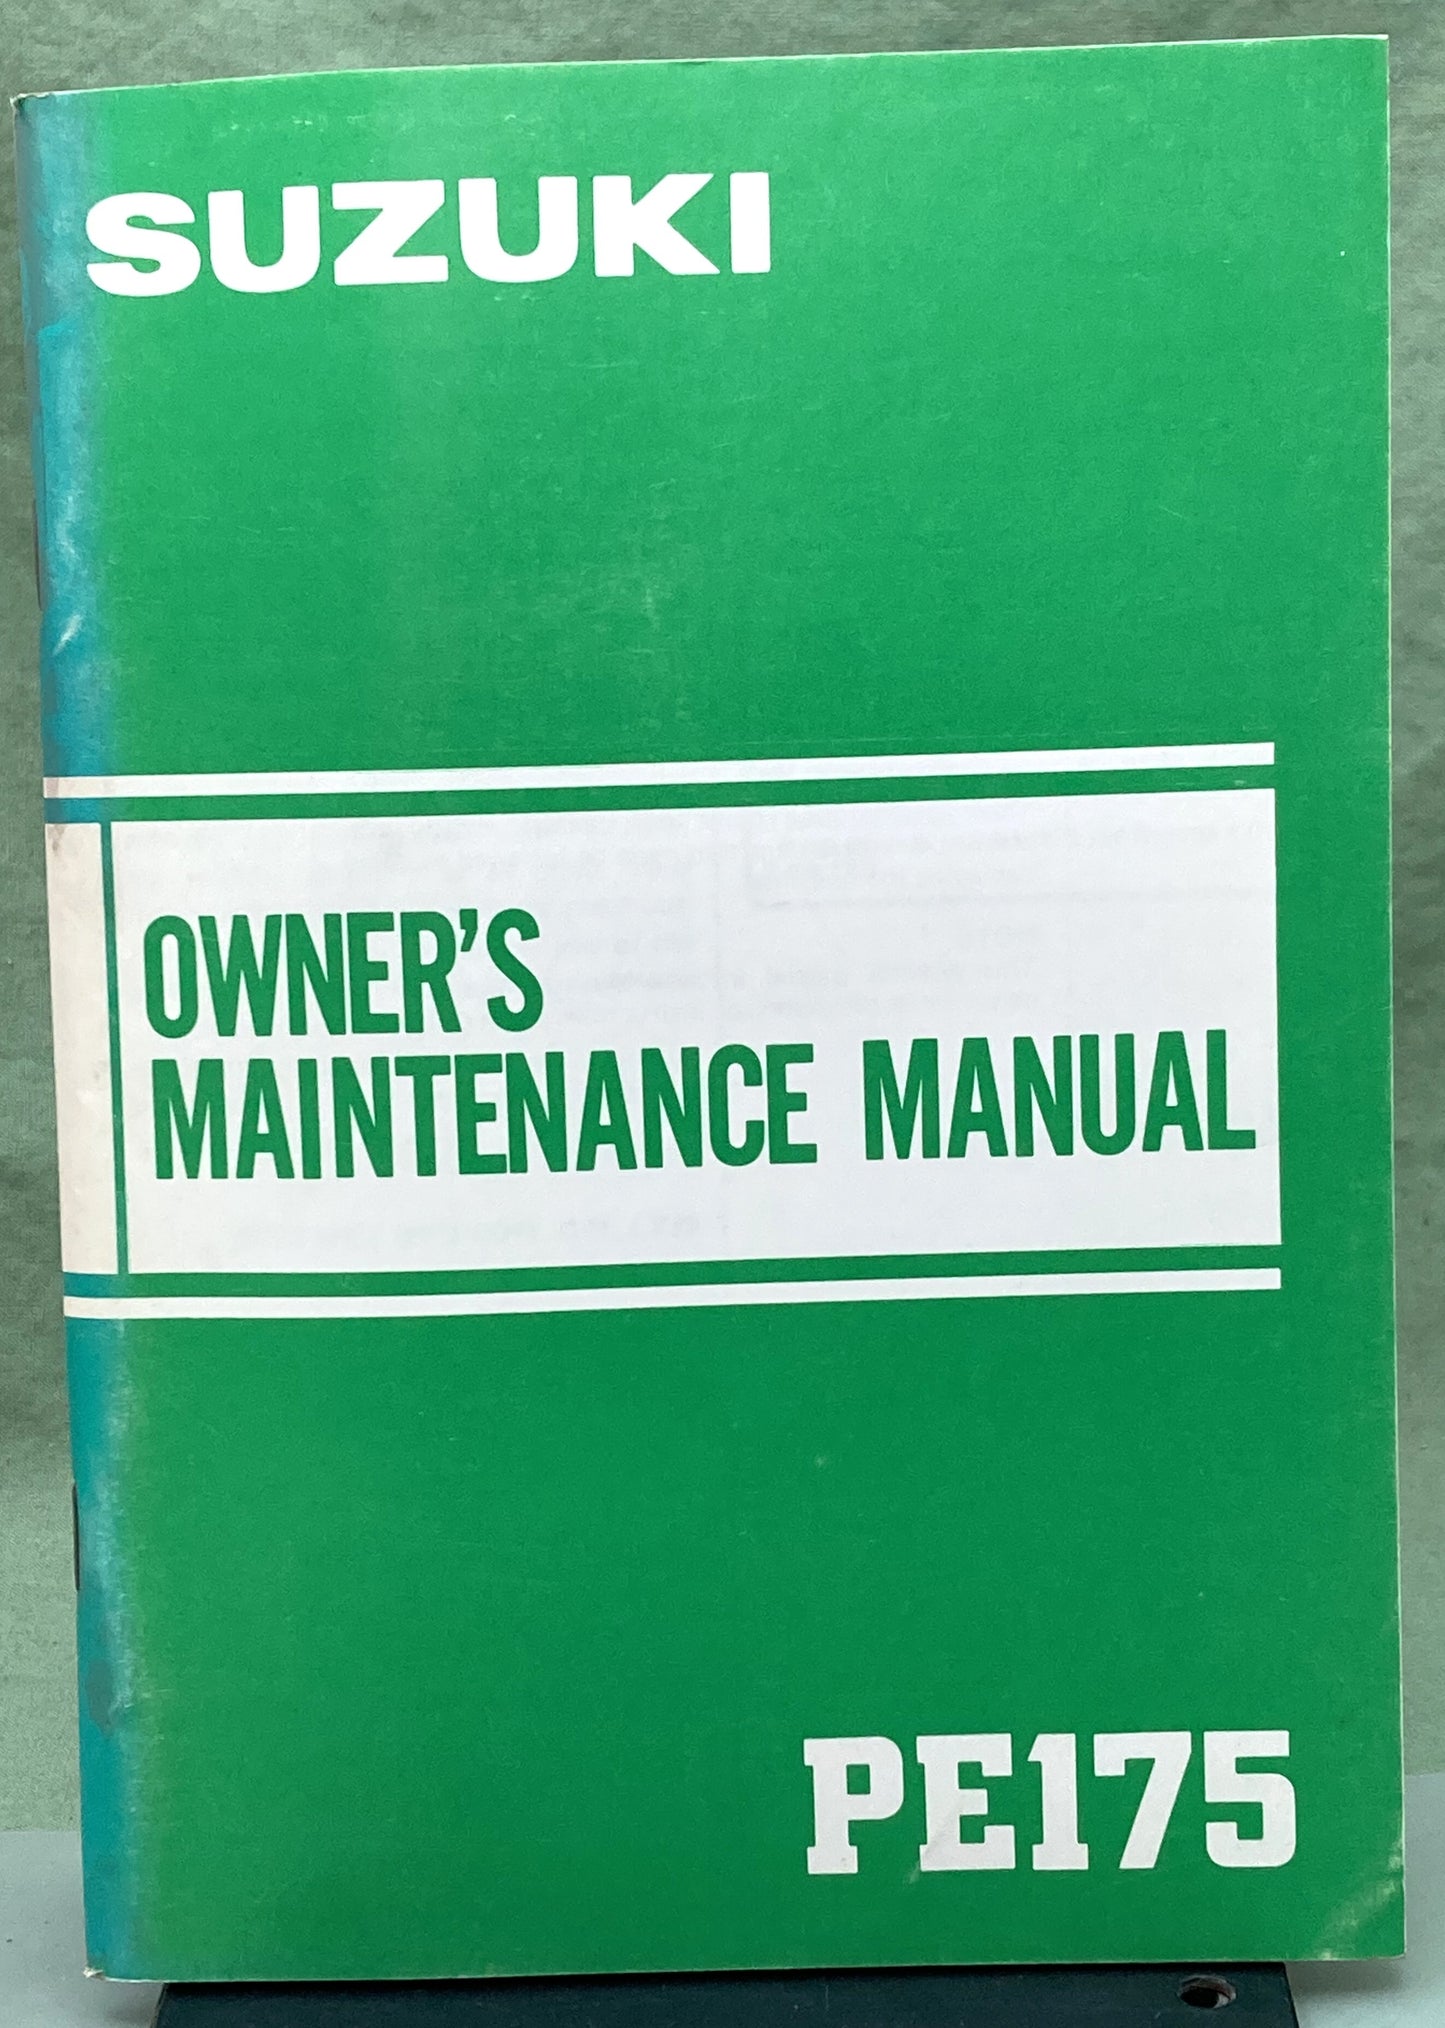 SUZUKI
OWNER'S
MAINTENANCE MANUAL
PE175